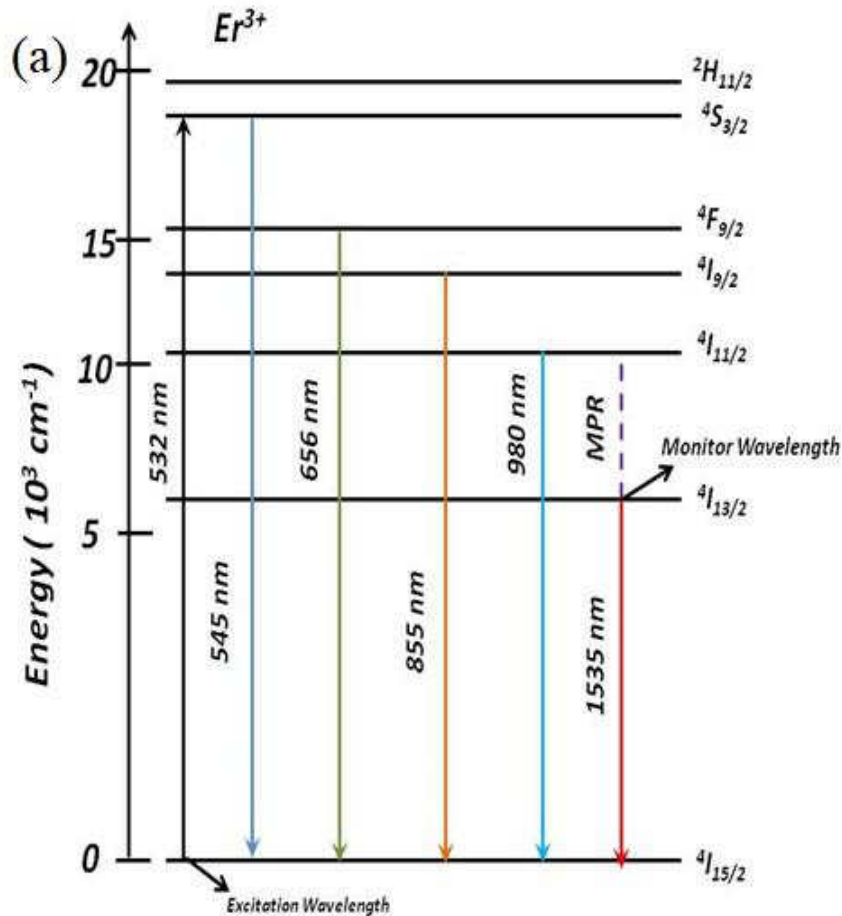 Er³⁺
(a)
20
²H₁₁/₂
⁴S₃/₂
⁴F₉/₂
15
⁴I₉/₂
⁴I₁₁/₂
10
532 nm
656 nm
980 nm
MPR
Monitor Wavelength
⁴I₁₃/₂
5
545 nm
855 nm
1535 nm
Energy ( 10³ cm⁻¹)
0
⁴I₁₅/₂
Excitation Wavelength